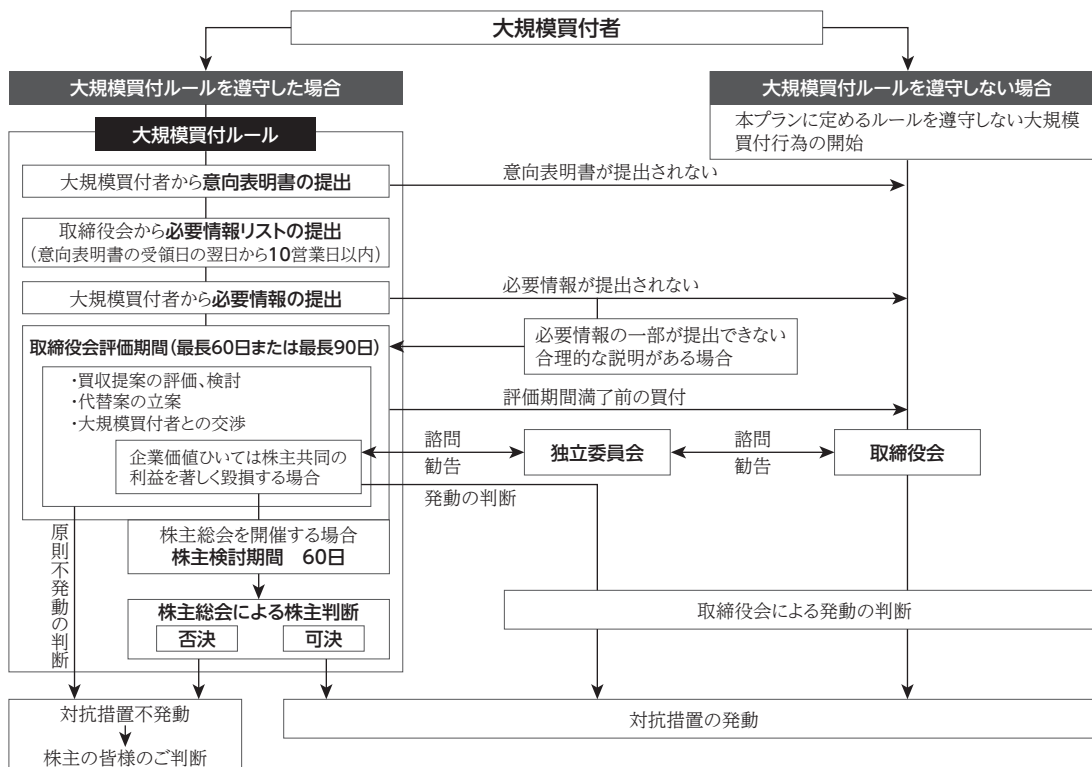 大規模買付者
大規模買付ルールを遵守した場合
大規模買付ルールを遵守しない場合
本プランに定めるルールを遵守しない大規模
買付行為の開始
大規模買付ルール
大規模買付者から意向表明書の提出
意向表明書が提出されない
取締役会から必要情報リストの提出
（意向表明書の受領日の翌日から10営業日以内）
大規模買付者から必要情報の提出
必要情報が提出されない
必要情報の一部が提出できない
合理的な説明がある場合
取締役会評価期間（最長60日または最長90日）
・買収提案の評価、検討
・代替案の立案
・大規模買付者との交渉
評価期間満了前の買付
企業価値ひいては株主共同の
利益を著しく毀損する場合
諮問
勧告
独立委員会
諮問
勧告
取締役会
発動の判断
原則不発動の判断
株主総会を開催する場合
株主検討期間　60日
株主総会による株主判断
否決
可決
取締役会による発動の判断
対抗措置不発動
株主の皆様のご判断
対抗措置の発動